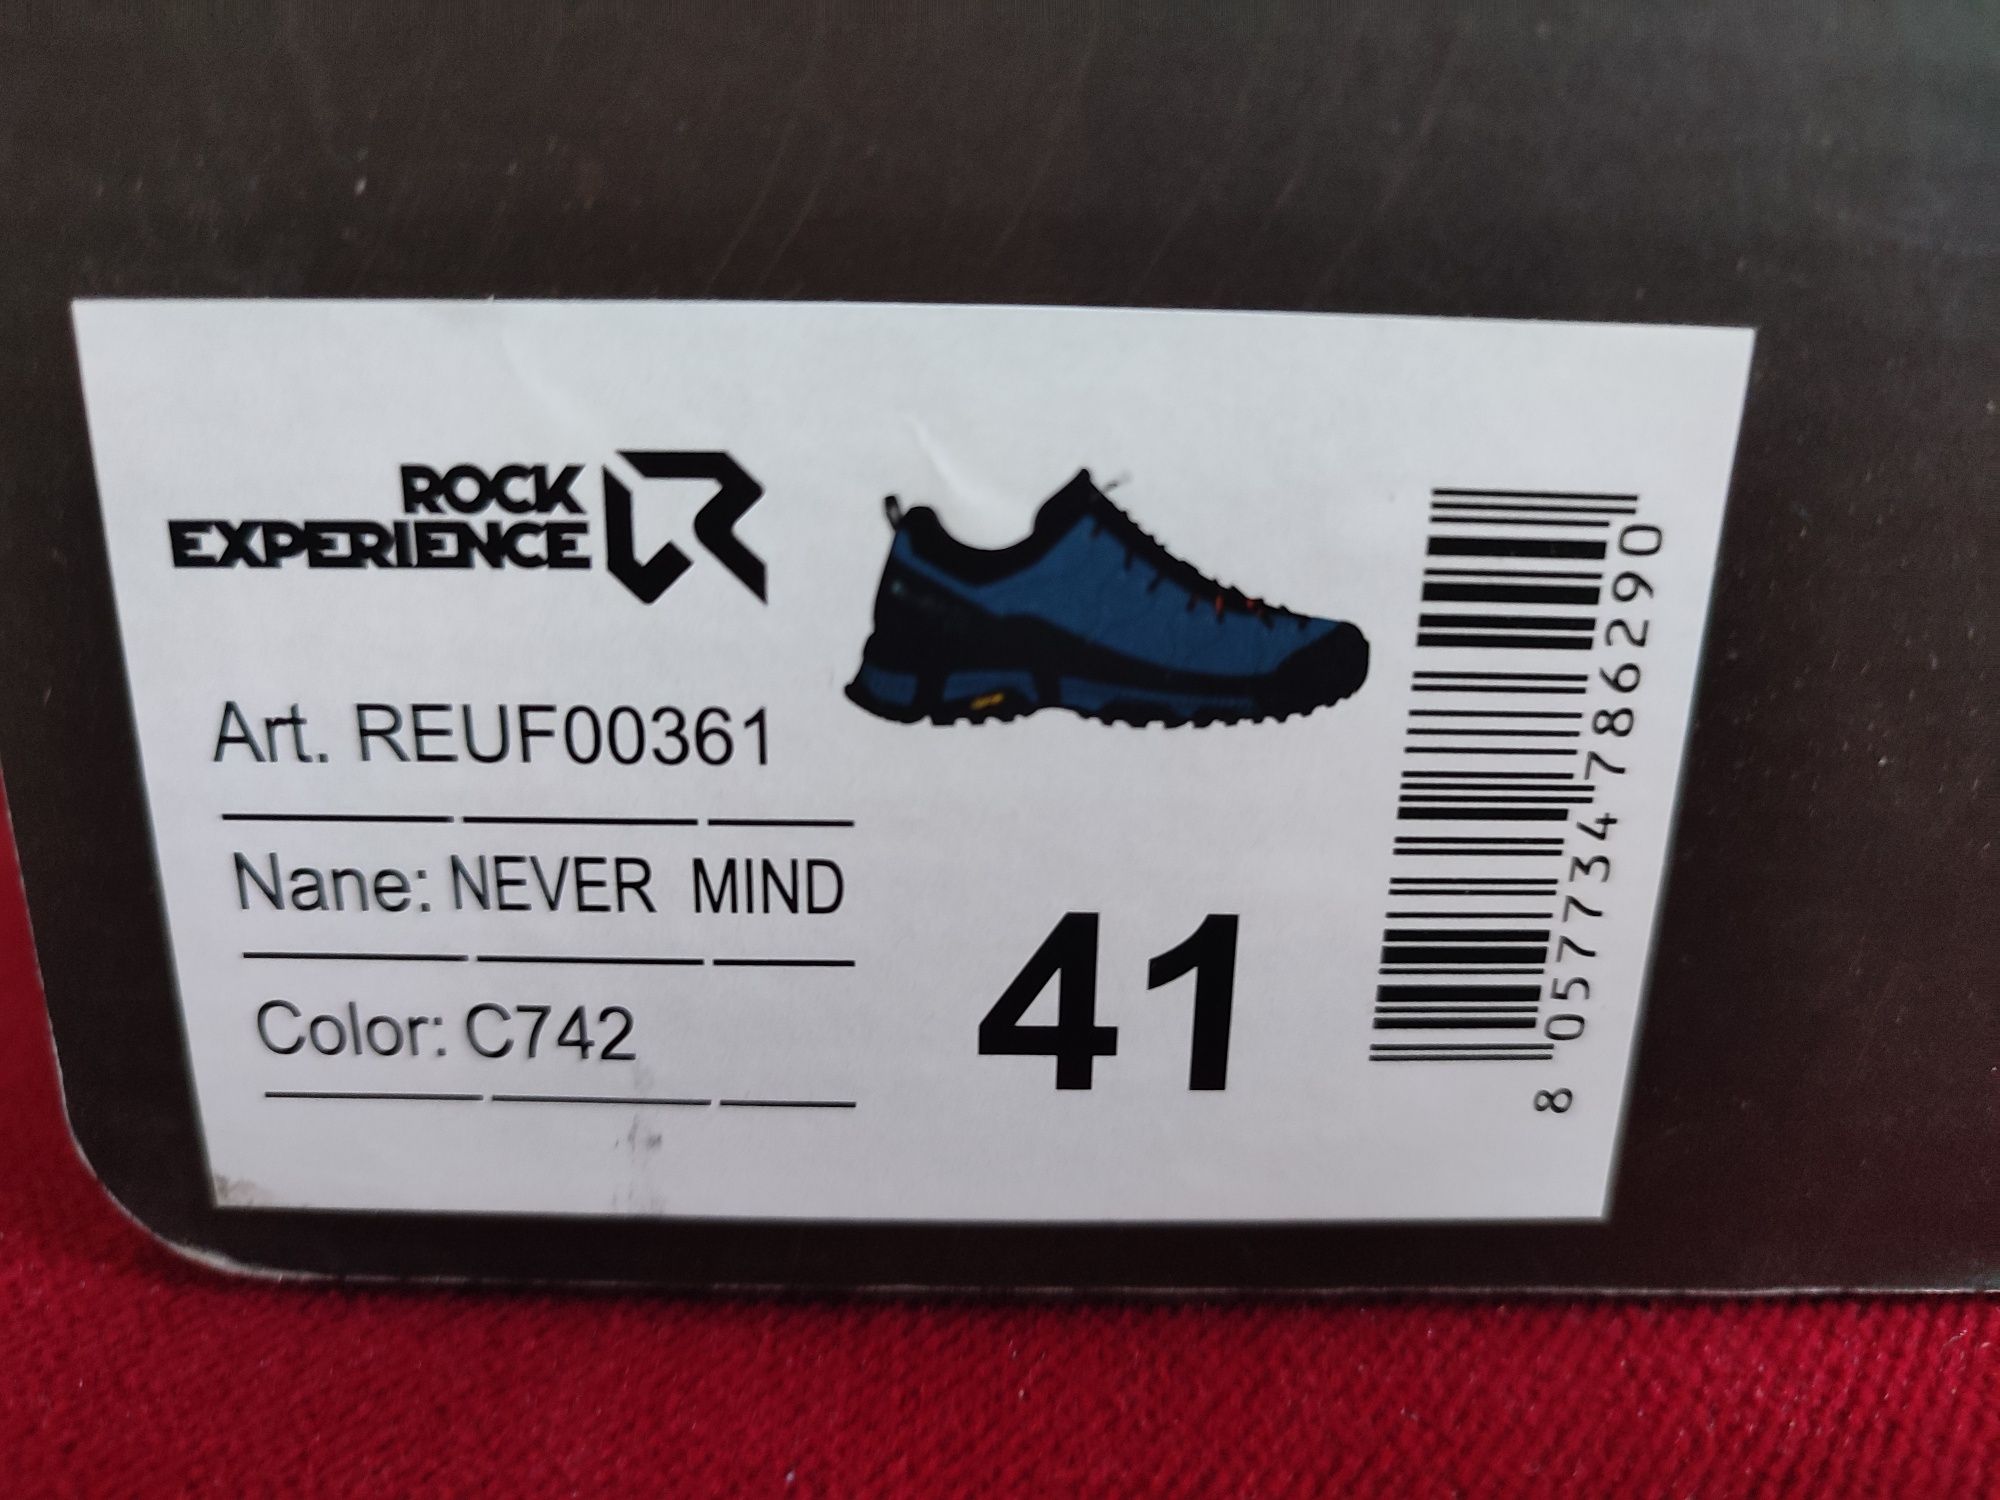 ROCK
EXPERIENCE
Art. REUF00361
Nane: NEVER MIND
Color: C742
41
8 057734 786290